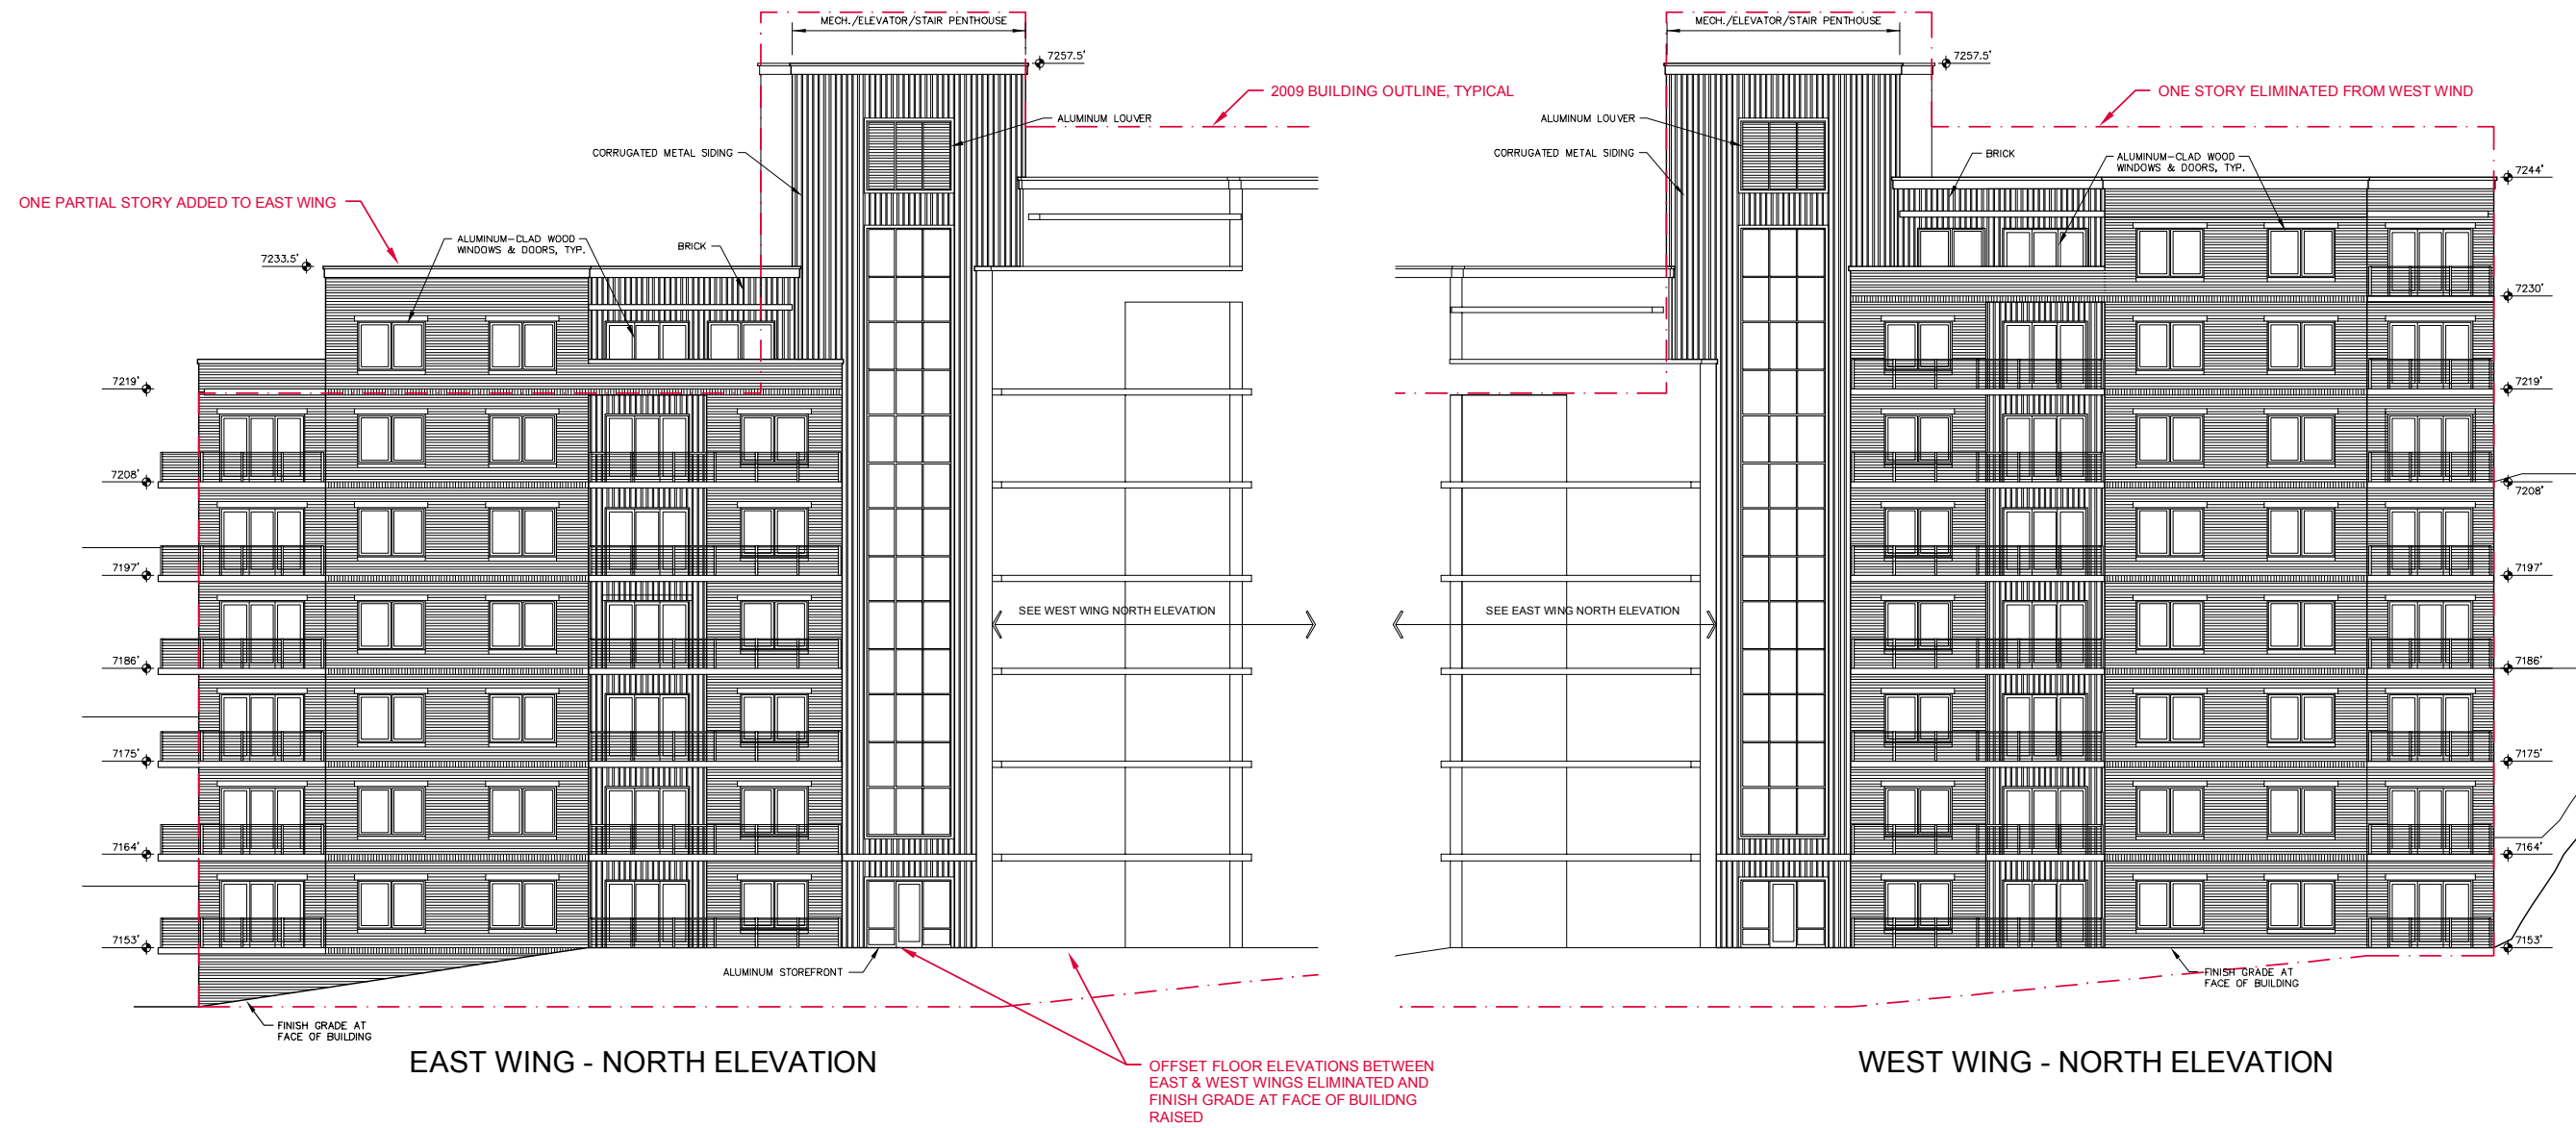 MECH./ELEVATOR/STAIR PENTHOUSE
7257.5'
2009 BUILDING OUTLINE, TYPICAL
ALUMINUM LOUVER
CORRUGATED METAL SIDING
ONE PARTIAL STORY ADDED TO EAST WING
ALUMINUM-CLAD WOOD
WINDOWS & DOORS, TYP.
BRICK
7233.5'
7219'
7208'
7197'
SEE WEST WING NORTH ELEVATION
7186'
7175'
7164'
7153'
ALUMINUM STOREFRONT
FINISH GRADE AT
FACE OF BUILDING
EAST WING - NORTH ELEVATION
OFFSET FLOOR ELEVATIONS BETWEEN
EAST & WEST WINGS ELIMINATED AND
FINISH GRADE AT FACE OF BUILIDNG
RAISED
MECH./ELEVATOR/STAIR PENTHOUSE
7257.5'
ONE STORY ELIMINATED FROM WEST WIND
ALUMINUM LOUVER
CORRUGATED METAL SIDING
BRICK
ALUMINUM-CLAD WOOD
WINDOWS & DOORS, TYP.
7244'
7230'
7219'
7208'
7197'
SEE EAST WING NORTH ELEVATION
7186'
7175'
7164'
7153'
FINISH GRADE AT
FACE OF BUILDING
WEST WING - NORTH ELEVATION